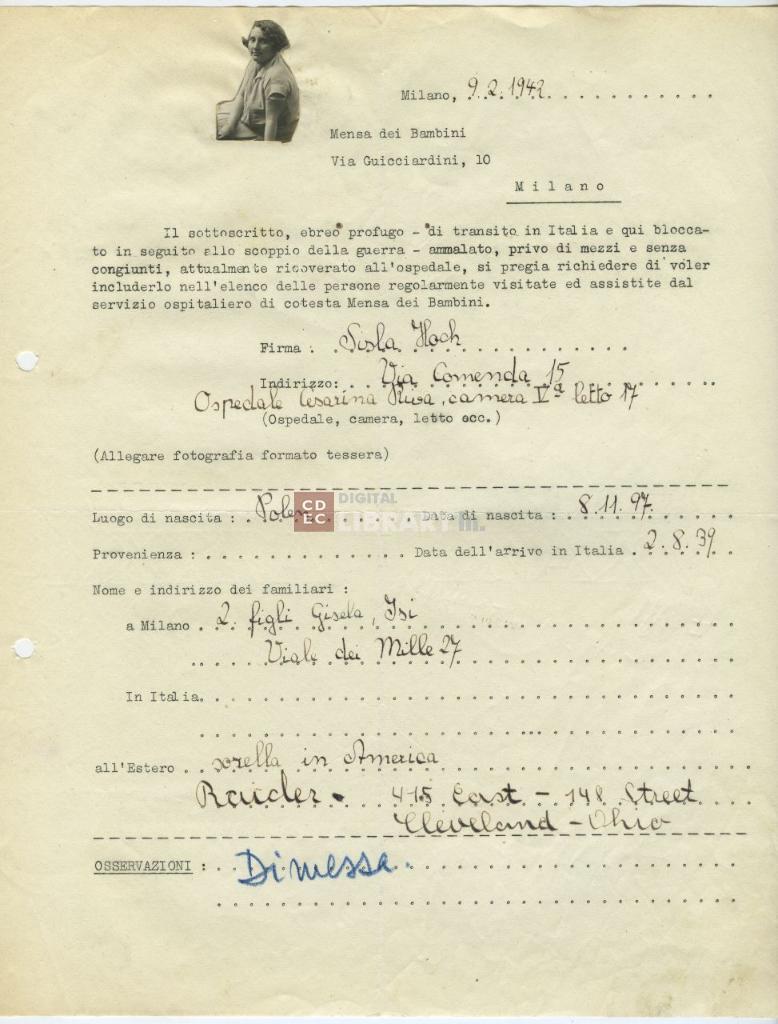 Milano, 9.2.1942
Mensa dei Bambini
Via Guicciardini, 10
Milano
Il sottoscritto, ebreo profugo - di transito in Italia e qui blocca-
to in seguito allo scoppio della guerra - ammalato, privo di mezzi e senza
congiunti, attualmente ricoverato all'ospedale, si pregia richiedere di voler
includerlo nell'elenco delle persone regolarmente visitate ed assistite dal
servizio ospitaliero di cotesta Mensa dei Bambini.
Firma : Sisla Hoch
Indirizzo: Via Comenda 15
Ospedale Cesarina Riva, camera Vª letto 17
(Ospedale, camera, letto ecc.)
(Allegare fotografia formato tessera)
CD EC DIGITAL LIBRARY
Luogo di nascita : Polen Data di nascita : 8.11.97.
Provenienza : Data dell'arrivo in Italia 2.8.39
Nome e indirizzo dei familiari :
a Milano 2 figli Gisela, Isi
Viale dei Mille 27
In Italia
all'Estero sorella in America
415 East - 148 Street
Cleveland - Ohio
OSSERVAZIONI : Dimessa.